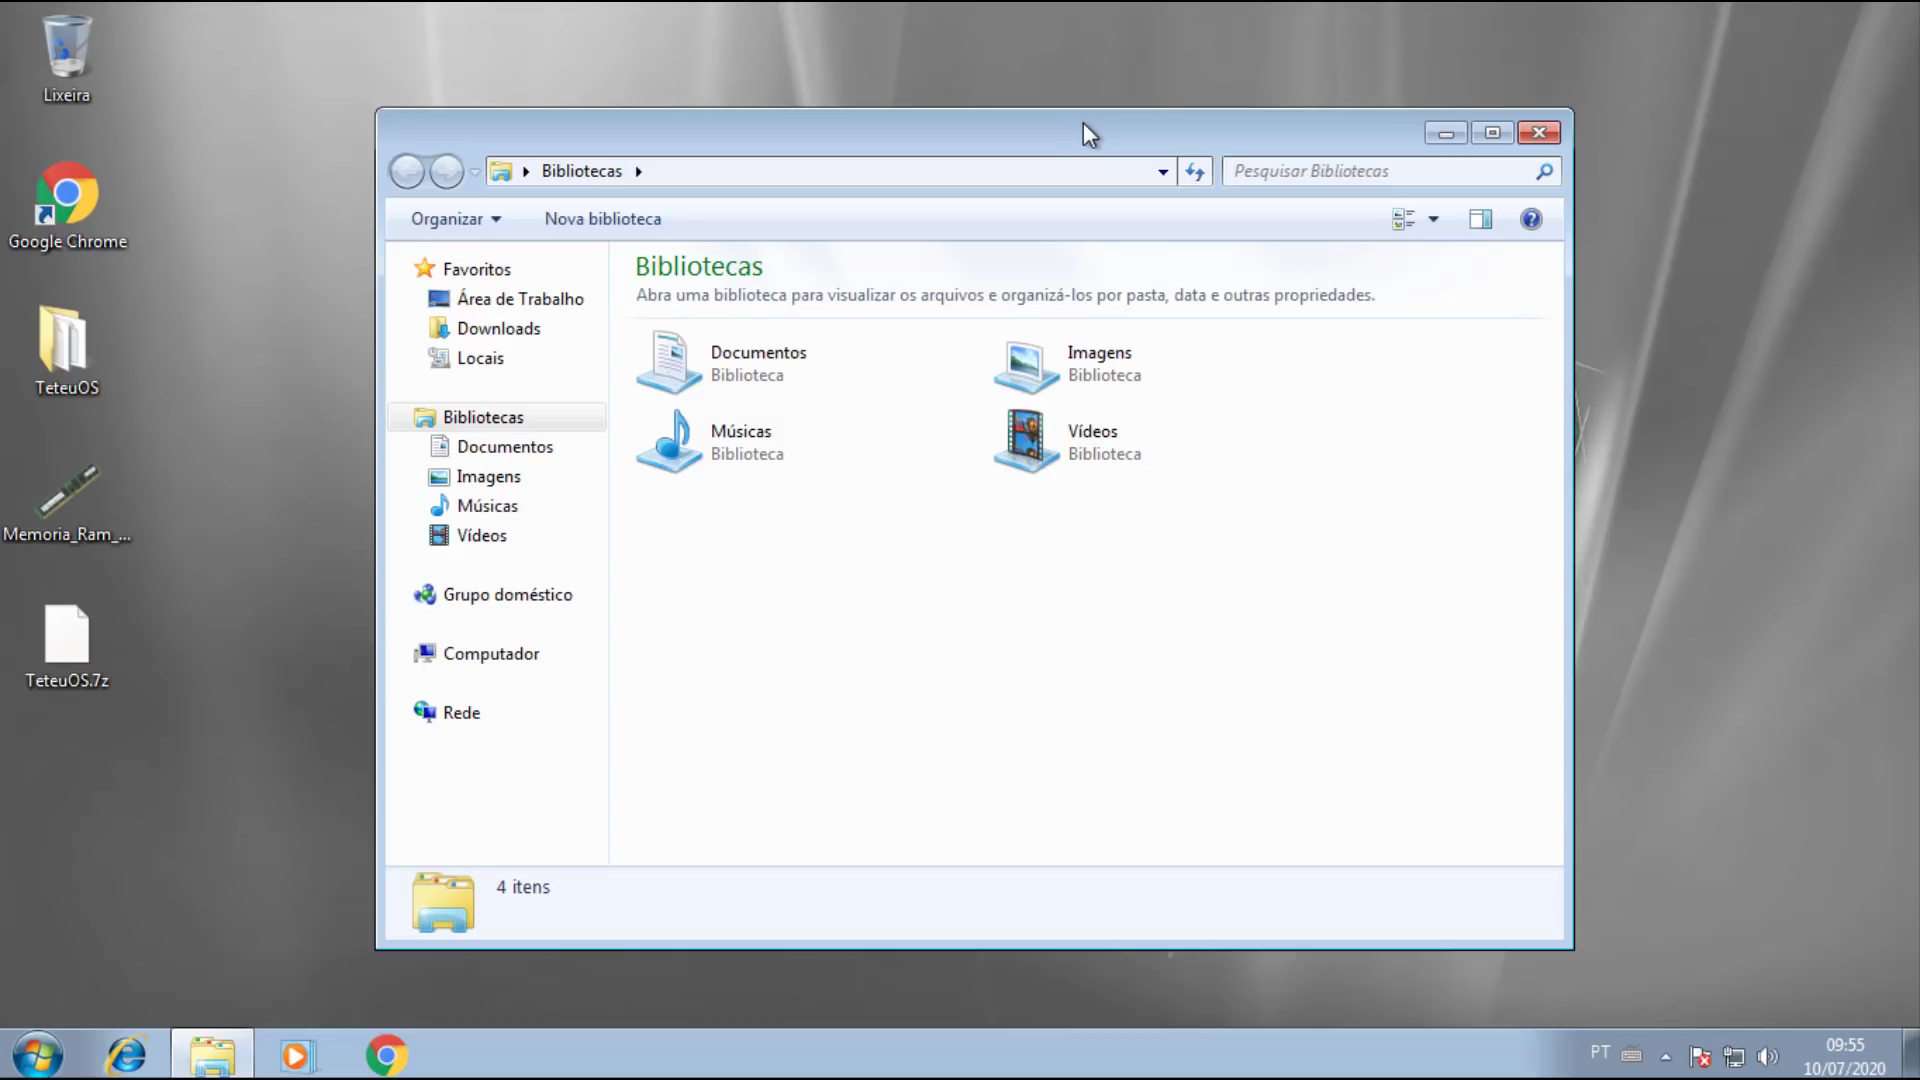 Lixeira
Google Chrome
TeteuOS
Memoria_Ram_...
TeteuOS.7z
Bibliotecas
Pesquisar Bibliotecas
Organizar
Nova biblioteca
Favoritos
Área de Trabalho
Downloads
Locais
Bibliotecas
Documentos
Imagens
Músicas
Vídeos
Grupo doméstico
Computador
Rede
Bibliotecas
Abra uma biblioteca para visualizar os arquivos e organizá-los por pasta, data e outras propriedades.
Documentos
Biblioteca
Imagens
Biblioteca
Músicas
Biblioteca
Vídeos
Biblioteca
4 itens
PT
09:55
10/07/2020